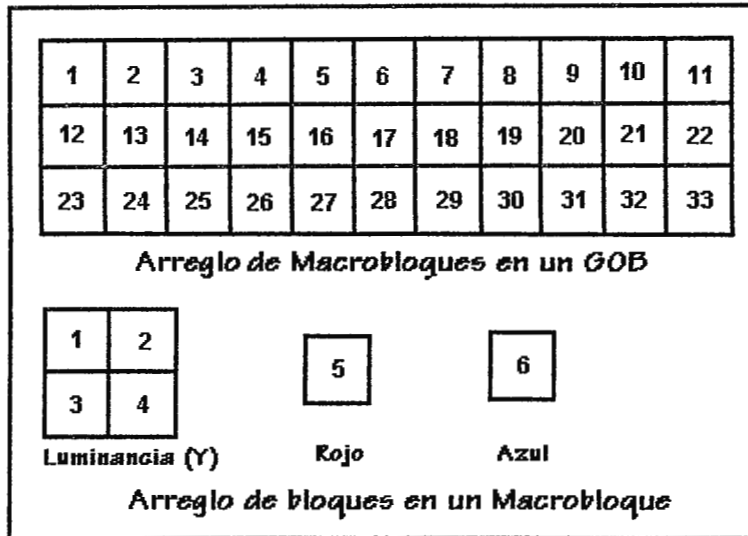 1 2 3 4 5 6 7 8 9 10 11
12 13 14 15 16 17 18 19 20 21 22
23 24 25 26 27 28 29 30 31 32 33
Arreglo de Macrobloques en un GOB
1 2
3 4
5
6
Luminancia (Y) Rojo Azul
Arreglo de bloques en un Macrobloque